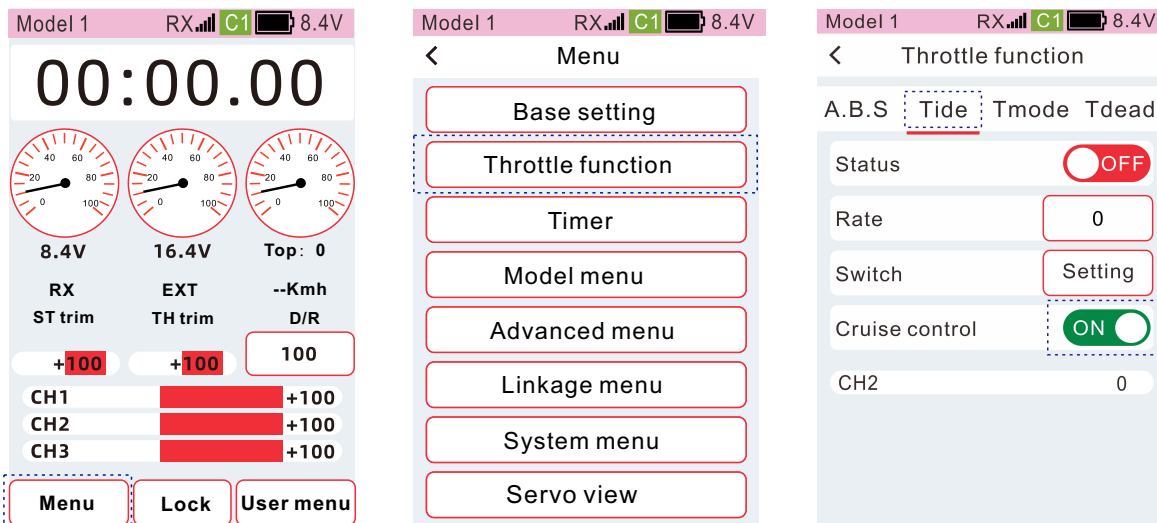 Model 1 RX C1 8.4V
00:00.00
0 20 40 60 80 100
0 20 40 60 80 100
0 20 40 60 80 100
8.4V 16.4V Top: 0
RX EXT --Kmh
ST trim TH trim D/R
+100 +100 100
CH1 +100
CH2 +100
CH3 +100
Menu Lock User menu
Model 1 RX C1 8.4V
< Menu
Base setting
Throttle function
Timer
Model menu
Advanced menu
Linkage menu
System menu
Servo view
Model 1 RX C1 8.4V
< Throttle function
A.B.S Tide Tmode Tdead
Status OFF
Rate 0
Switch Setting
Cruise control ON
CH2 0